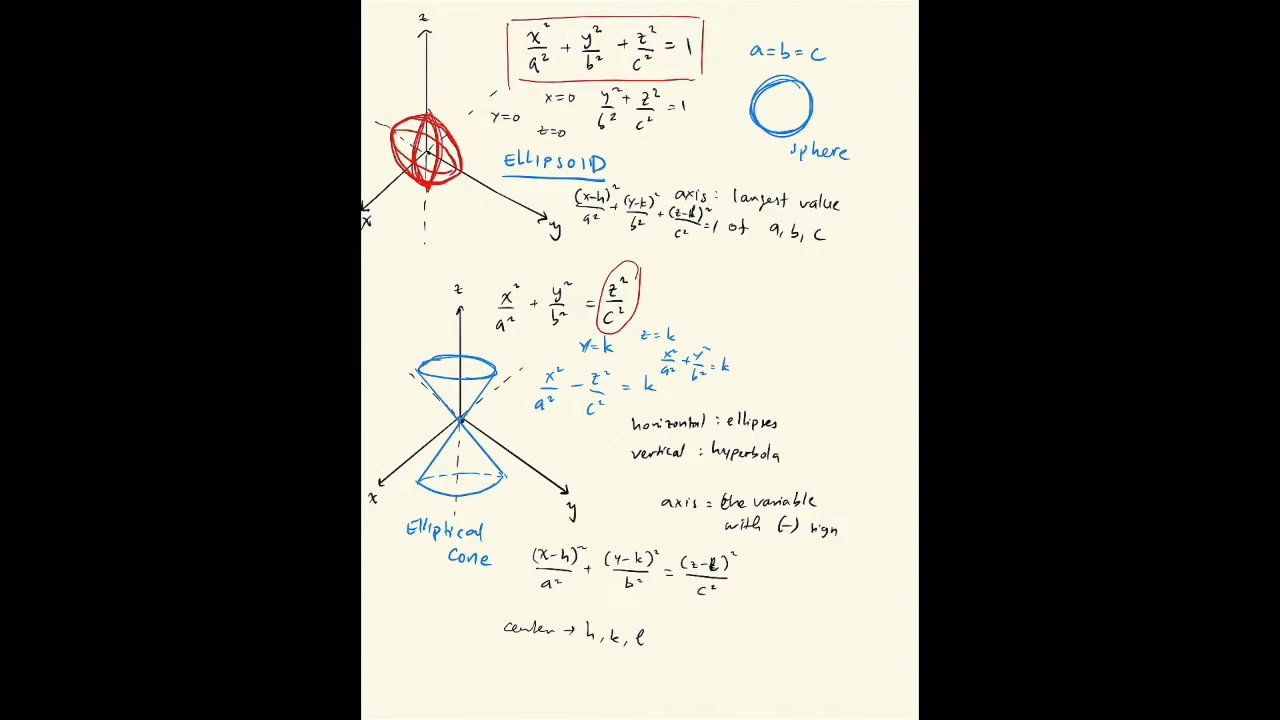 z
x²/a² + y²/b² + z²/c² = 1
a=b=c
x=0 y²/b² + z²/c² = 1
y=0
z=0
sphere
ELLIPSOID
(x-h)²/a² + (y-k)²/b² + (z-l)²/c² = 1
axis: largest value
of a, b, c
x
y
z
x²/a² + y²/b² = z²/c²
z=k
y=k
x²/a² + y²/b² = k
x²/a² - z²/c² = k
horizontal : ellipses
vertical : hyperbola
x
y
axis = the variable
with (-) sign
Elliptical
Cone
(x-h)²/a² + (y-k)²/b² = (z-l)²/c²
center → h, k, l